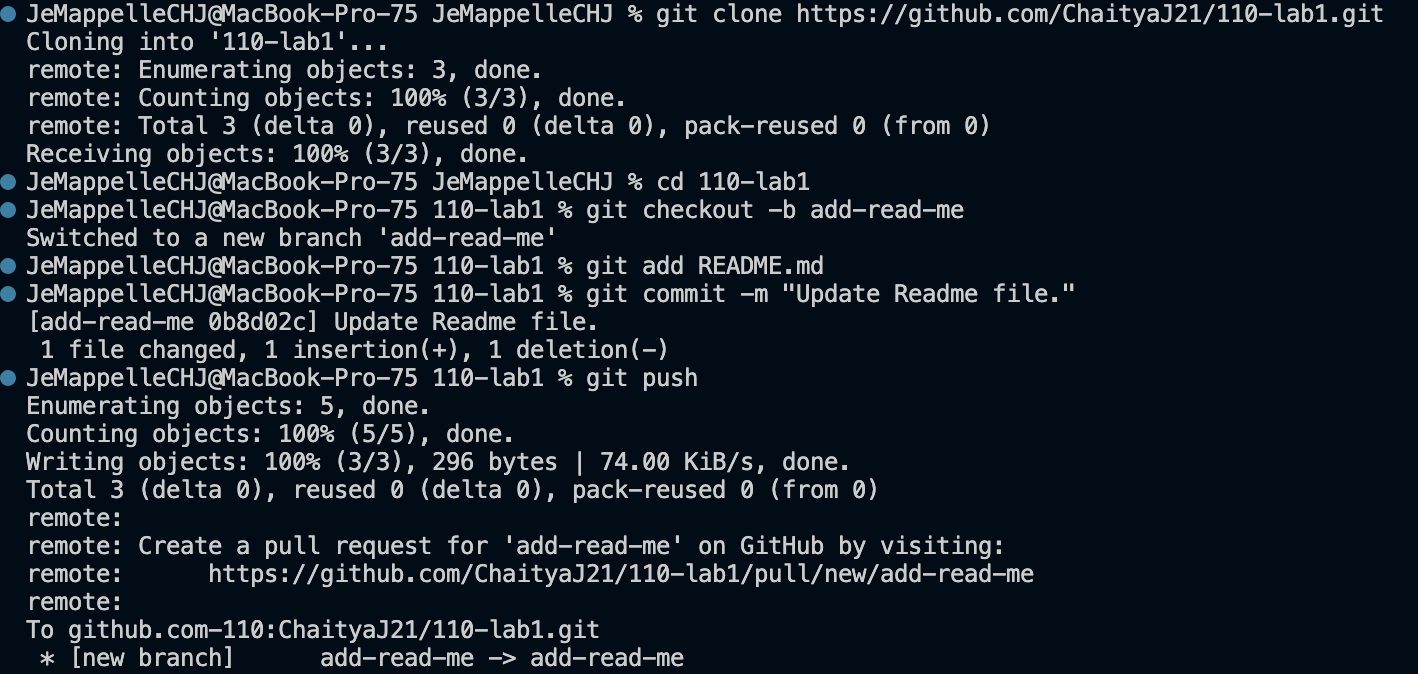 JeMappelleCHJ@MacBook-Pro-75 JeMappelleCHJ % git clone https://github.com/ChaityaJ21/110-lab1.git
Cloning into '110-lab1'...
remote: Enumerating objects: 3, done.
remote: Counting objects: 100% (3/3), done.
remote: Total 3 (delta 0), reused 0 (delta 0), pack-reused 0 (from 0)
Receiving objects: 100% (3/3), done.
JeMappelleCHJ@MacBook-Pro-75 JeMappelleCHJ % cd 110-lab1
JeMappelleCHJ@MacBook-Pro-75 110-lab1 % git checkout -b add-read-me
Switched to a new branch 'add-read-me'
JeMappelleCHJ@MacBook-Pro-75 110-lab1 % git add README.md
JeMappelleCHJ@MacBook-Pro-75 110-lab1 % git commit -m "Update Readme file."
[add-read-me 0b8d02c] Update Readme file.
 1 file changed, 1 insertion(+), 1 deletion(-)
JeMappelleCHJ@MacBook-Pro-75 110-lab1 % git push
Enumerating objects: 5, done.
Counting objects: 100% (5/5), done.
Writing objects: 100% (3/3), 296 bytes | 74.00 KiB/s, done.
Total 3 (delta 0), reused 0 (delta 0), pack-reused 0 (from 0)
remote:
remote: Create a pull request for 'add-read-me' on GitHub by visiting:
remote:      https://github.com/ChaityaJ21/110-lab1/pull/new/add-read-me
remote:
To github.com-110:ChaityaJ21/110-lab1.git
 * [new branch]      add-read-me -> add-read-me